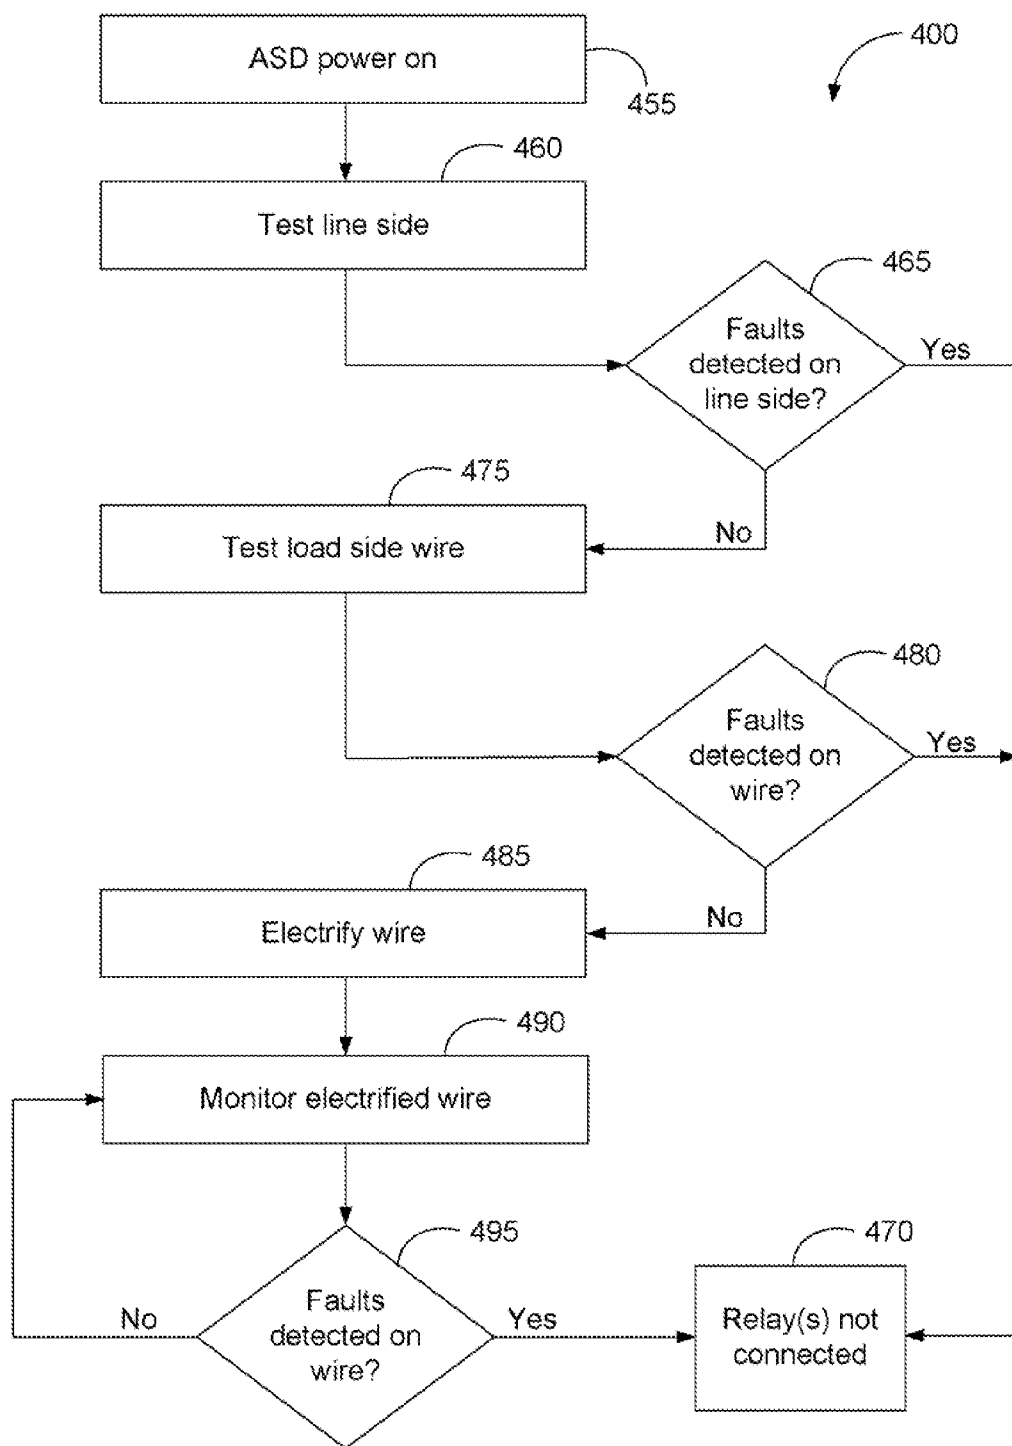 ASD power on
400
455
460
Test line side
465
Faults
detected on
line side?
Yes
475
No
Test load side wire
480
Faults
detected on
wire?
Yes
485
No
Electrify wire
490
Monitor electrified wire
495
470
No
Faults
detected on
wire?
Yes
Relay(s) not
connected